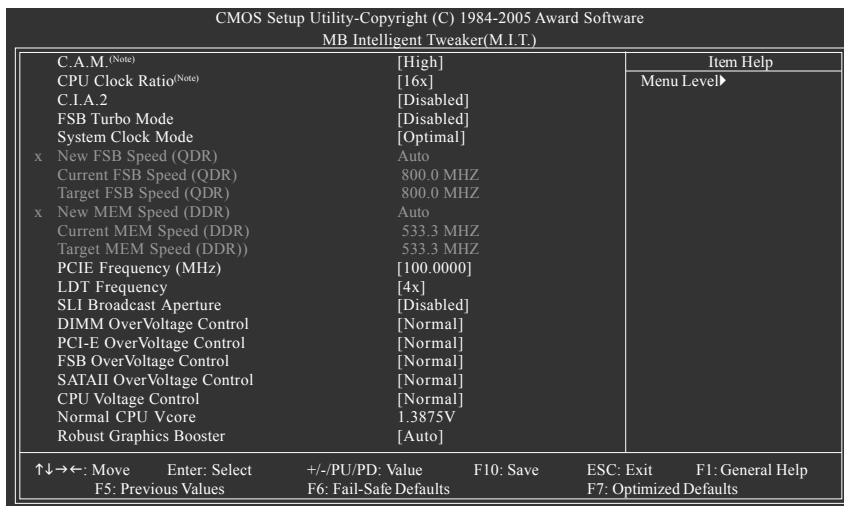 CMOS Setup Utility-Copyright (C) 1984-2005 Award Software
MB Intelligent Tweaker(M.I.T.)
C.A.M.(Note) [High] Item Help
CPU Clock Ratio(Note) [16x] Menu Level▶
C.I.A.2 [Disabled]
FSB Turbo Mode [Disabled]
System Clock Mode [Optimal]
x New FSB Speed (QDR) Auto
Current FSB Speed (QDR) 800.0 MHZ
Target FSB Speed (QDR) 800.0 MHZ
x New MEM Speed (DDR) Auto
Current MEM Speed (DDR) 533.3 MHZ
Target MEM Speed (DDR)) 533.3 MHZ
PCIE Frequency (MHz) [100.0000]
LDT Frequency [4x]
SLI Broadcast Aperture [Disabled]
DIMM OverVoltage Control [Normal]
PCI-E OverVoltage Control [Normal]
FSB OverVoltage Control [Normal]
SATAII OverVoltage Control [Normal]
CPU Voltage Control [Normal]
Normal CPU Vcore 1.3875V
Robust Graphics Booster [Auto]
↑↓→←: Move Enter: Select +/-/PU/PD: Value F10: Save ESC: Exit F1: General Help
F5: Previous Values F6: Fail-Safe Defaults F7: Optimized Defaults